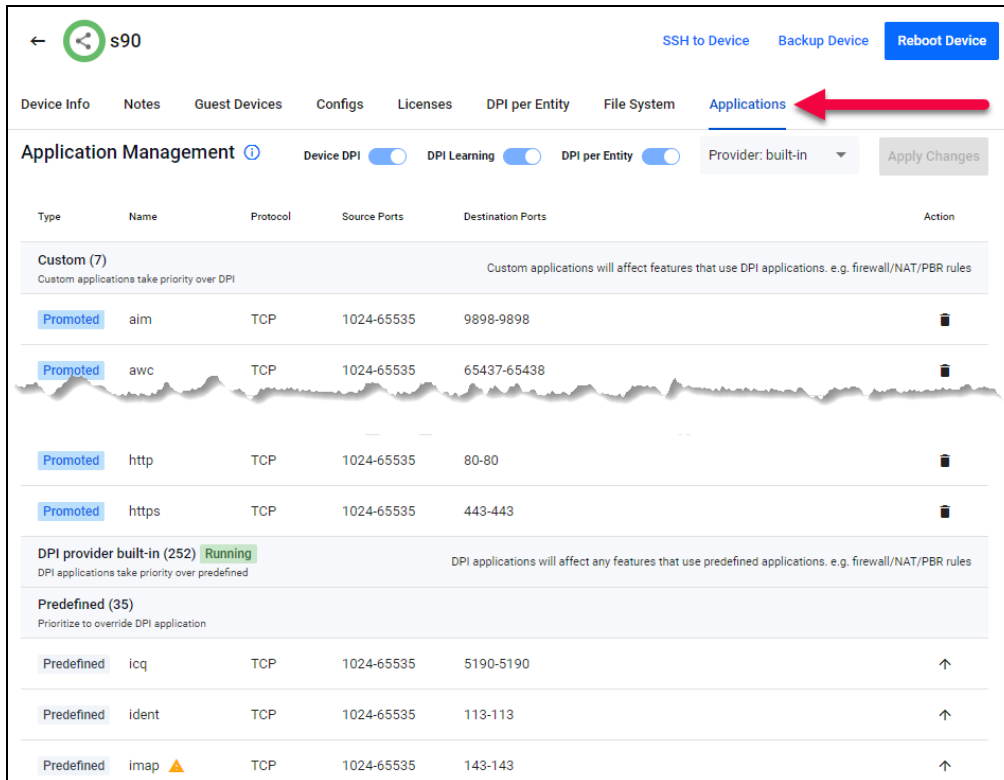 s90
SSH to Device Backup Device Reboot Device
Device Info Notes Guest Devices Configs Licenses DPI per Entity File System Applications
Application Management Device DPI DPI Learning DPI per Entity Provider: built-in Apply Changes
Type Name Protocol Source Ports Destination Ports Action
Custom (7)
Custom applications take priority over DPI Custom applications will affect features that use DPI applications. e.g. firewall/NAT/PBR rules
Promoted aim TCP 1024-65535 9898-9898
Promoted awc TCP 1024-65535 65437-65438
Promoted http TCP 1024-65535 80-80
Promoted https TCP 1024-65535 443-443
DPI provider built-in (252) Running
DPI applications take priority over predefined DPI applications will affect any features that use predefined applications. e.g. firewall/NAT/PBR rules
Predefined (35)
Prioritize to override DPI application
Predefined icq TCP 1024-65535 5190-5190
Predefined ident TCP 1024-65535 113-113
Predefined imap TCP 1024-65535 143-143